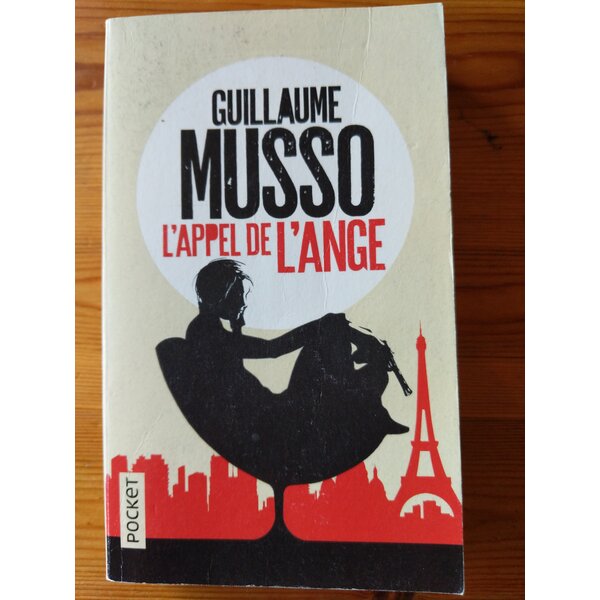 GUILLAUME
MUSSO
L'APPEL DE L'ANGE
POCKET